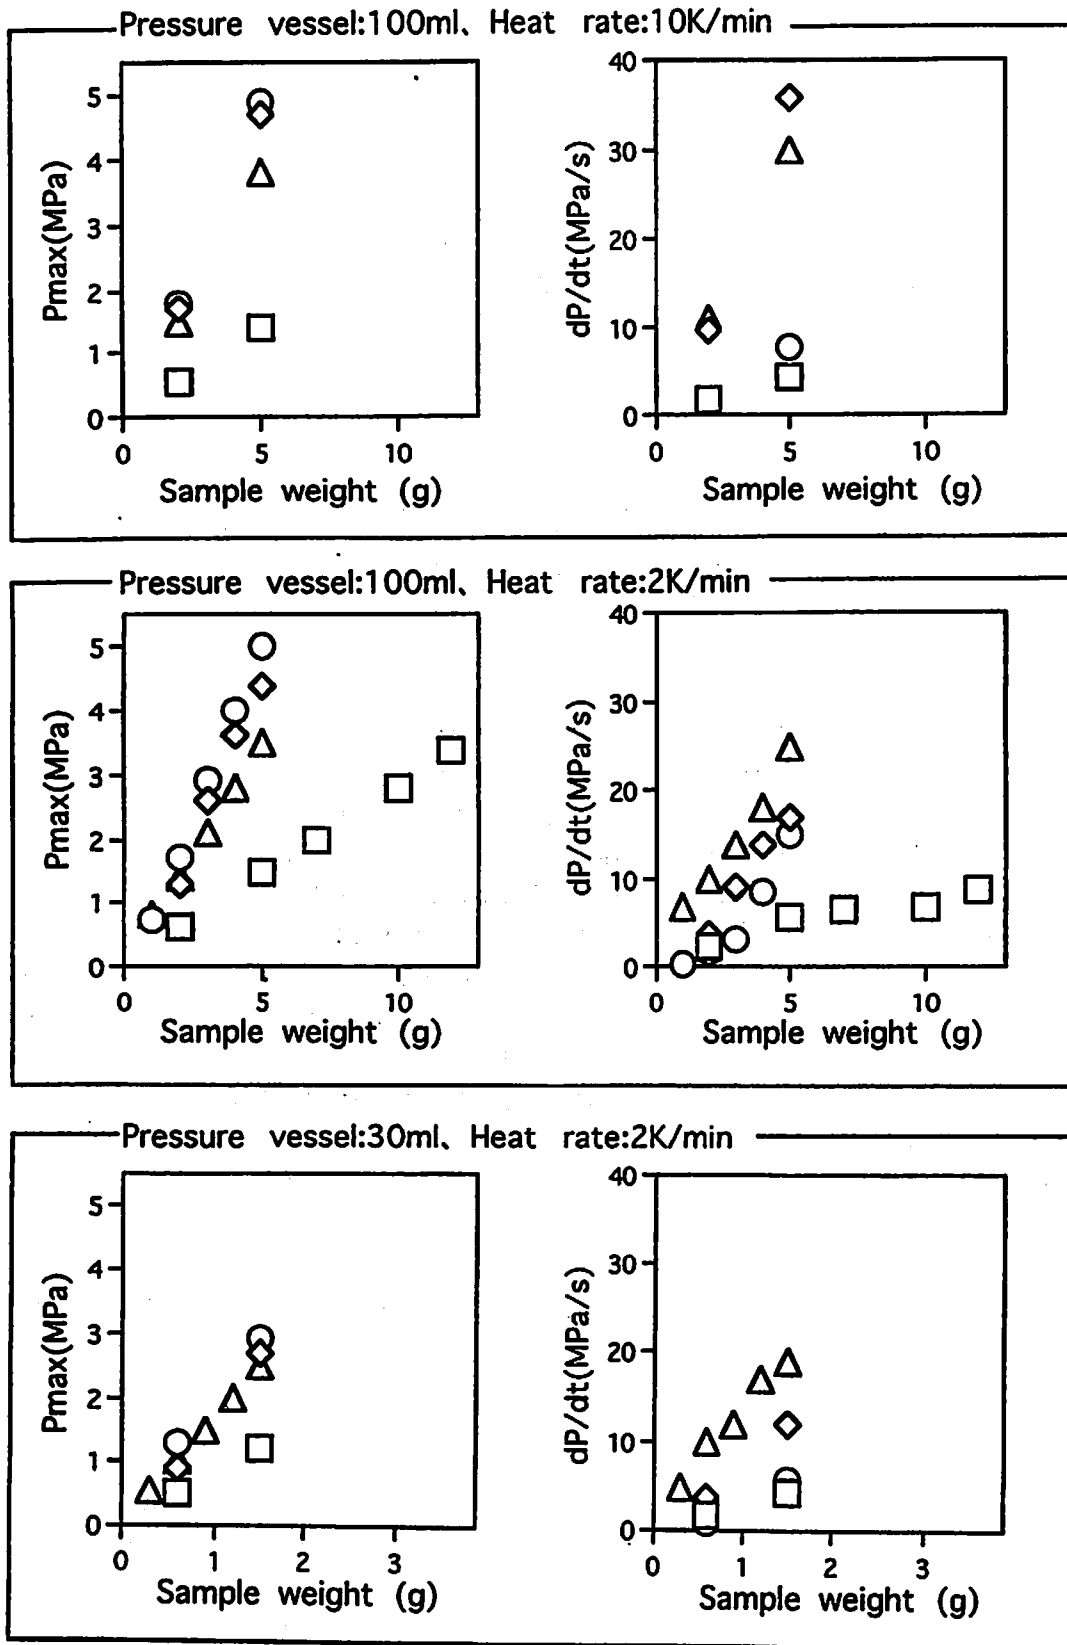 Pressure vessel:100ml、Heat rate:10K/min
Pmax(MPa)
5
4
3
2
1
0
0 5 10
Sample weight (g)
dP/dt(MPa/s)
40
30
20
10
0
0 5 10
Sample weight (g)
Pressure vessel:100ml、Heat rate:2K/min
Pmax(MPa)
5
4
3
2
1
0
0 5 10
Sample weight (g)
dP/dt(MPa/s)
40
30
20
10
0
0 5 10
Sample weight (g)
Pressure vessel:30ml、Heat rate:2K/min
Pmax(MPa)
5
4
3
2
1
0
0 1 2 3
Sample weight (g)
dP/dt(MPa/s)
40
30
20
10
0
0 1 2 3
Sample weight (g)